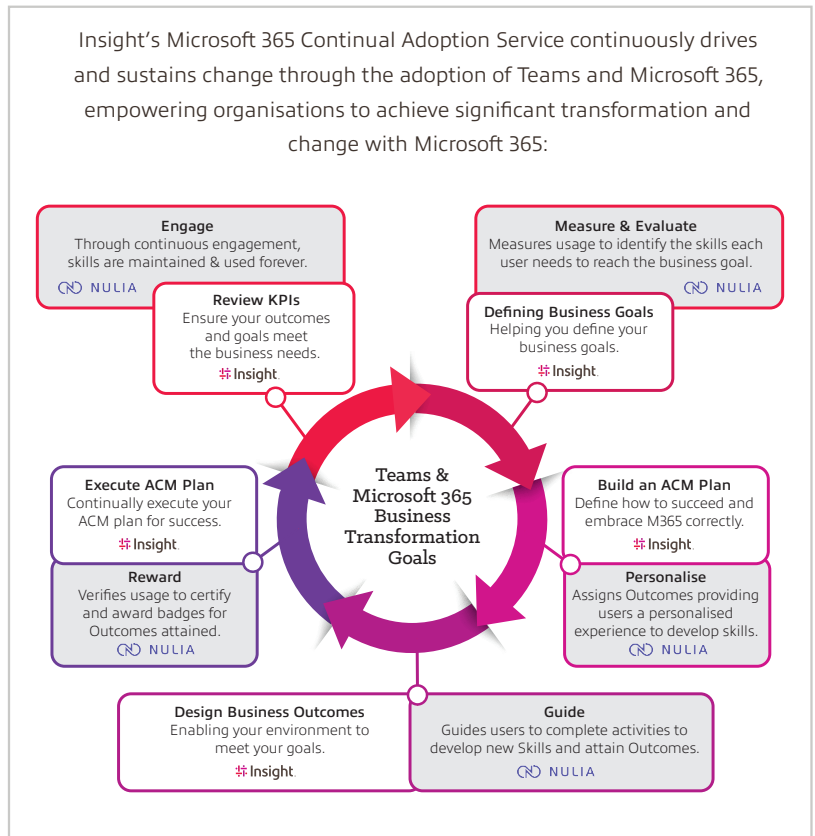 Insight’s Microsoft 365 Continual Adoption Service continuously drives
and sustains change through the adoption of Teams and Microsoft 365,
empowering organisations to achieve significant transformation and
change with Microsoft 365:
Engage
Through continuous engagement,
skills are maintained & used forever.
NULIA
Review KPIs
Ensure your outcomes
and goals meet
the business needs.
Insight.
Measure & Evaluate
Measures usage to identify the skills each
user needs to reach the business goal.
NULIA
Defining Business Goals
Helping you define your
business goals.
Insight.
Teams &
Microsoft 365
Business
Transformation
Goals
Execute ACM Plan
Continually execute your
ACM plan for success.
Insight.
Reward
Verifies usage to certify
and award badges for
Outcomes attained.
NULIA
Build an ACM Plan
Define how to succeed and
embrace M365 correctly.
Insight.
Personalise
Assigns Outcomes providing
users a personalised
experience to develop skills.
NULIA
Design Business Outcomes
Enabling your environment to
meet your goals.
Insight.
Guide
Guides users to complete activities to
develop new Skills and attain Outcomes.
NULIA